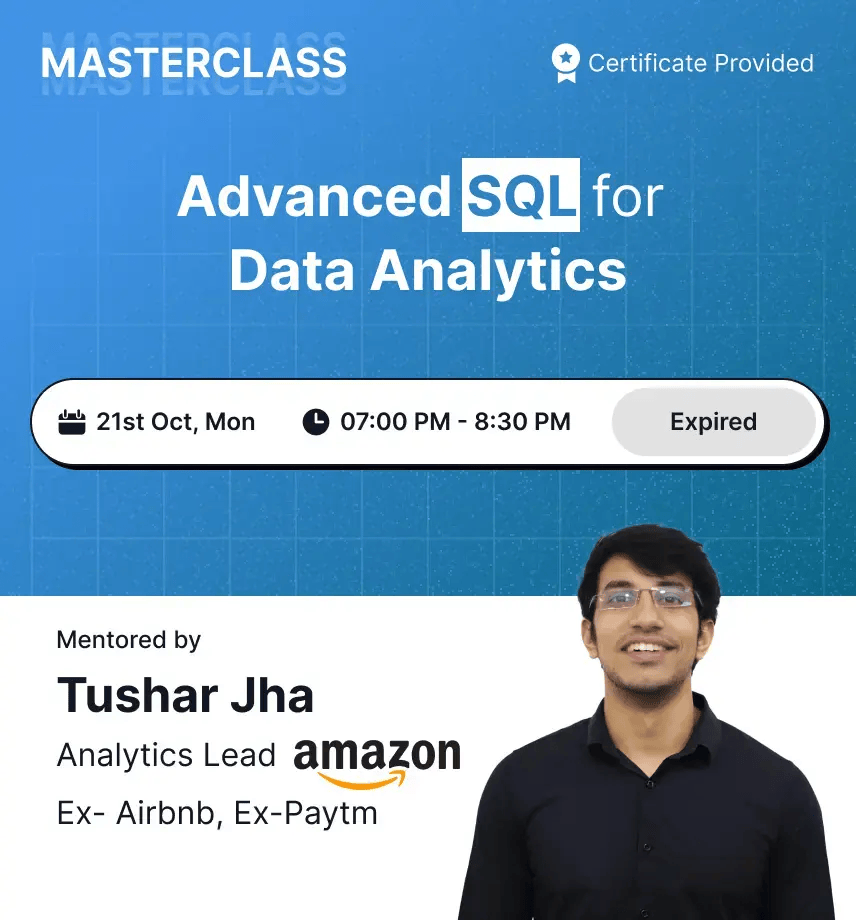 MASTERCLASS
Certificate Provided
Advanced SQL for
Data Analytics
21st Oct, Mon
07:00 PM - 8:30 PM
Expired
Mentored by
Tushar Jha
Analytics Lead amazon
Ex- Airbnb, Ex-Paytm